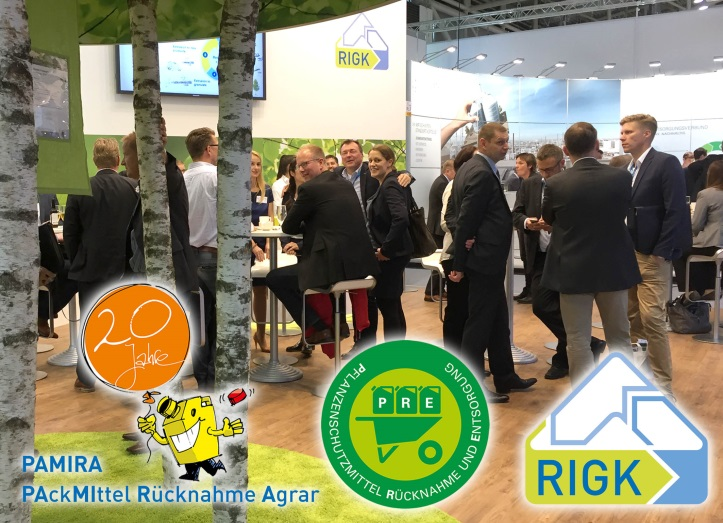 RIGK
20
Jahre
PAMIRA
PAckMIttel Rücknahme Agrar
PFLANZENSCHUTZMITTEL RÜCKNAHME UND ENTSORGUNG
PRE
RIGK